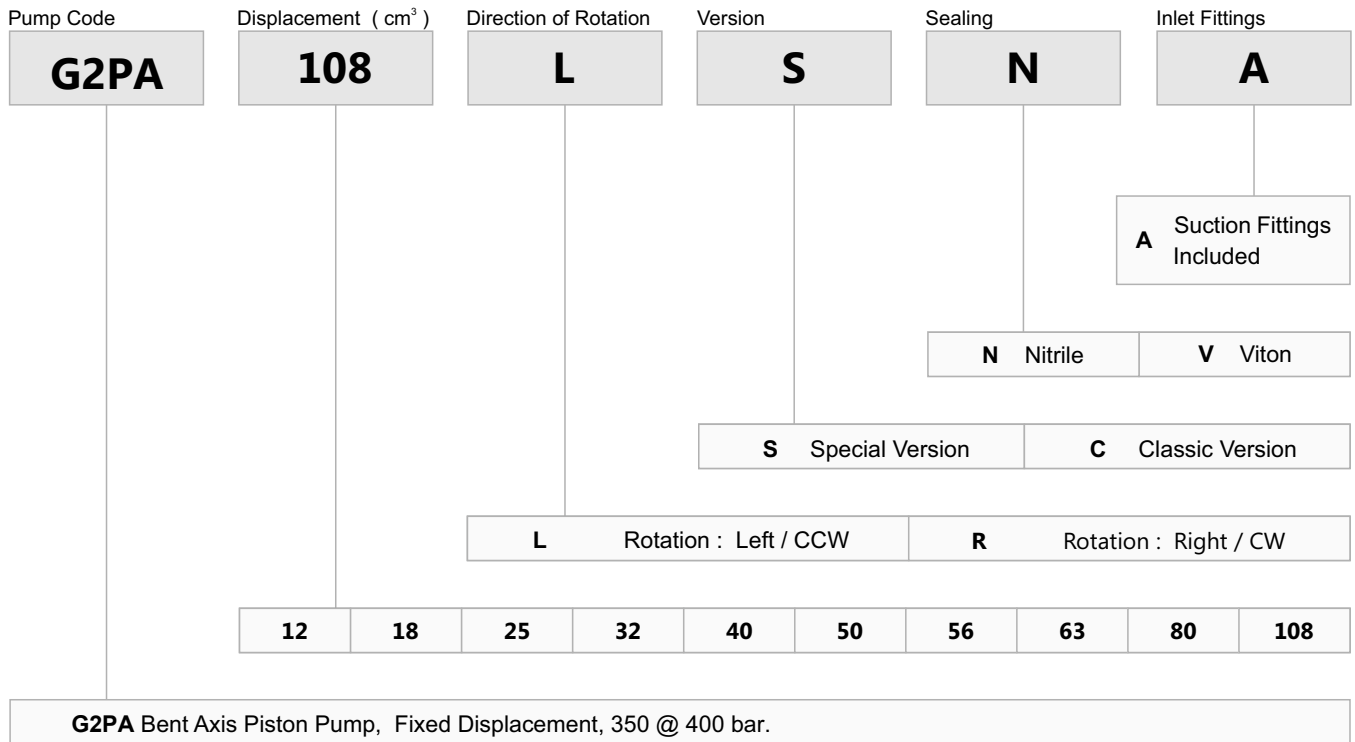 Pump Code Displacement ( cm³ ) Direction of Rotation Version Sealing Inlet Fittings
G2PA 108 L S N A
A Suction Fittings
Included
N Nitrile V Viton
S Special Version C Classic Version
L Rotation : Left / CCW R Rotation : Right / CW
12 18 25 32 40 50 56 63 80 108
G2PA Bent Axis Piston Pump, Fixed Displacement, 350 @ 400 bar.